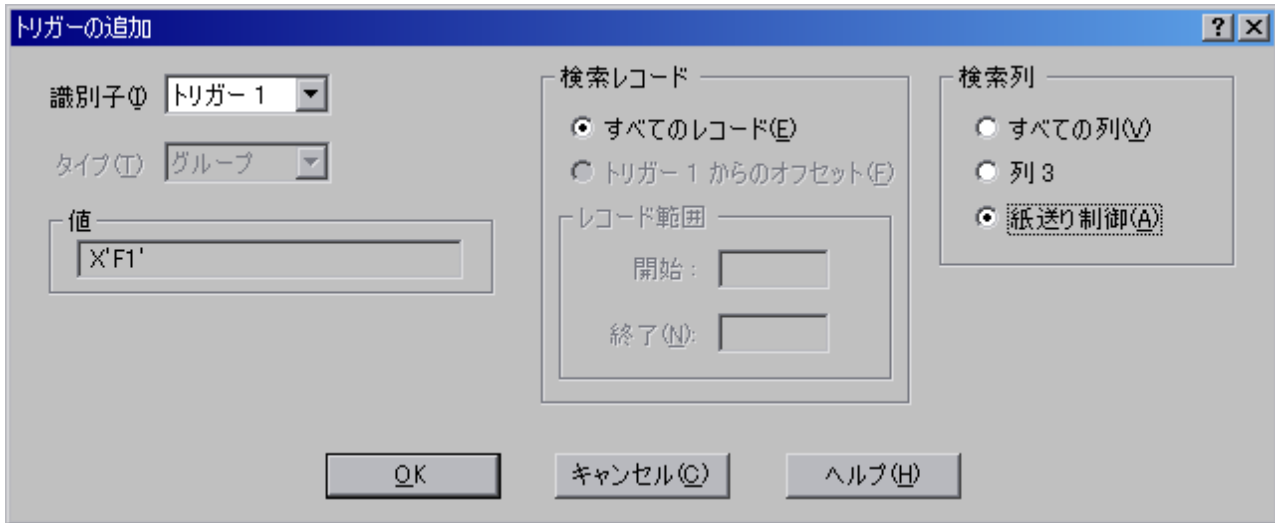 トリガーの追加
識別子(I) トリガー 1
タイプ(T) グループ
値
X'F1'
検索レコード
すべてのレコード(E)
トリガー 1 からのオフセット(F)
レコード範囲
開始 :
終了(N):
検索列
すべての列(V)
列 3
紙送り制御(A)
OK
キャンセル(C)
ヘルプ(H)